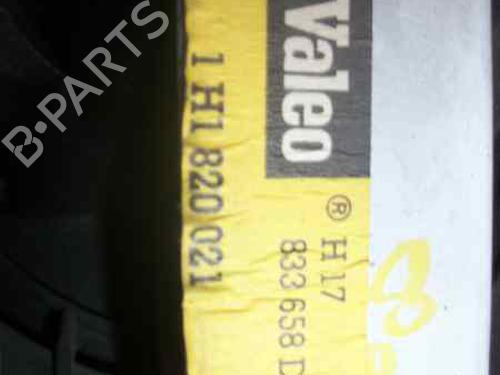 Valeo
® H 17
833 658 D
1 H1 820 021
B-PARTS